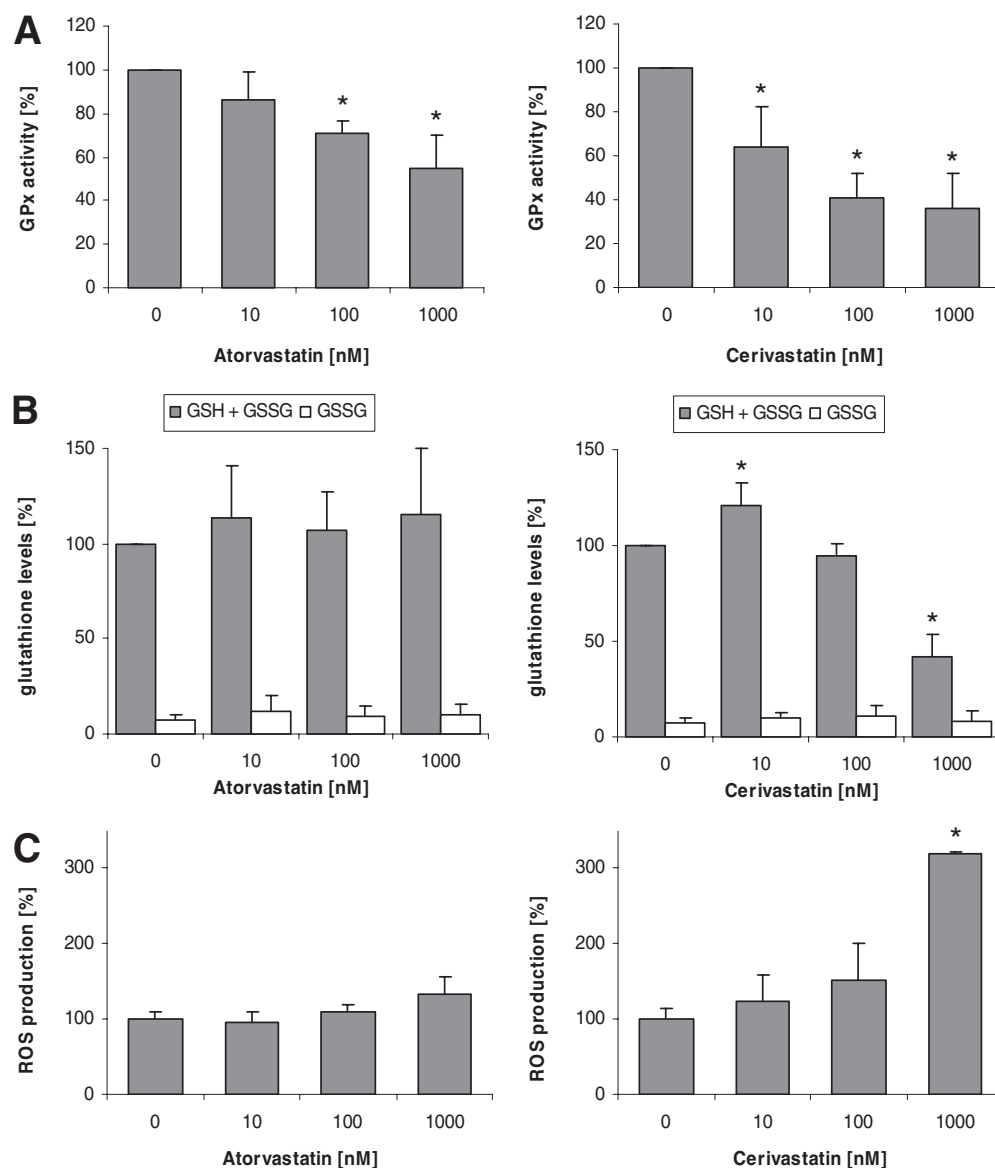 A
GPx activity [%]
120
100
80
60
40
20
0
*
*
0 10 100 1000
Atorvastatin [nM]
GPx activity [%]
120
100
80
60
40
20
0
*
*
*
0 10 100 1000
Cerivastatin [nM]
B
GSH + GSSG GSSG
glutathione levels [%]
150
100
50
0
0 10 100 1000
Atorvastatin [nM]
GSH + GSSG GSSG
glutathione levels [%]
150
100
50
0
*
*
0 10 100 1000
Cerivastatin [nM]
C
ROS production [%]
300
200
100
0
0 10 100 1000
Atorvastatin [nM]
ROS production [%]
300
200
100
0
*
0 10 100 1000
Cerivastatin [nM]